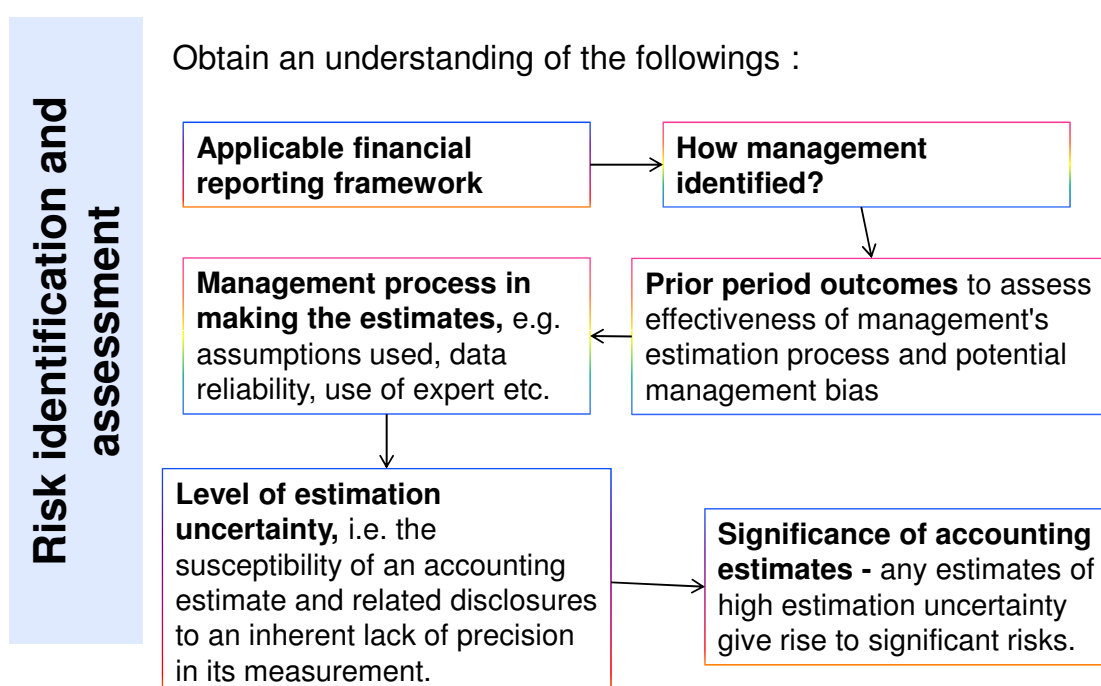 Risk identification and
assessment
Obtain an understanding of the followings :
Applicable financial
reporting framework
How management
identified?
Prior period outcomes to assess
effectiveness of management's
estimation process and potential
management bias
Management process in
making the estimates, e.g.
assumptions used, data
reliability, use of expert etc.
Level of estimation
uncertainty, i.e. the
susceptibility of an accounting
estimate and related disclosures
to an inherent lack of precision
in its measurement.
Significance of accounting
estimates - any estimates of
high estimation uncertainty
give rise to significant risks.